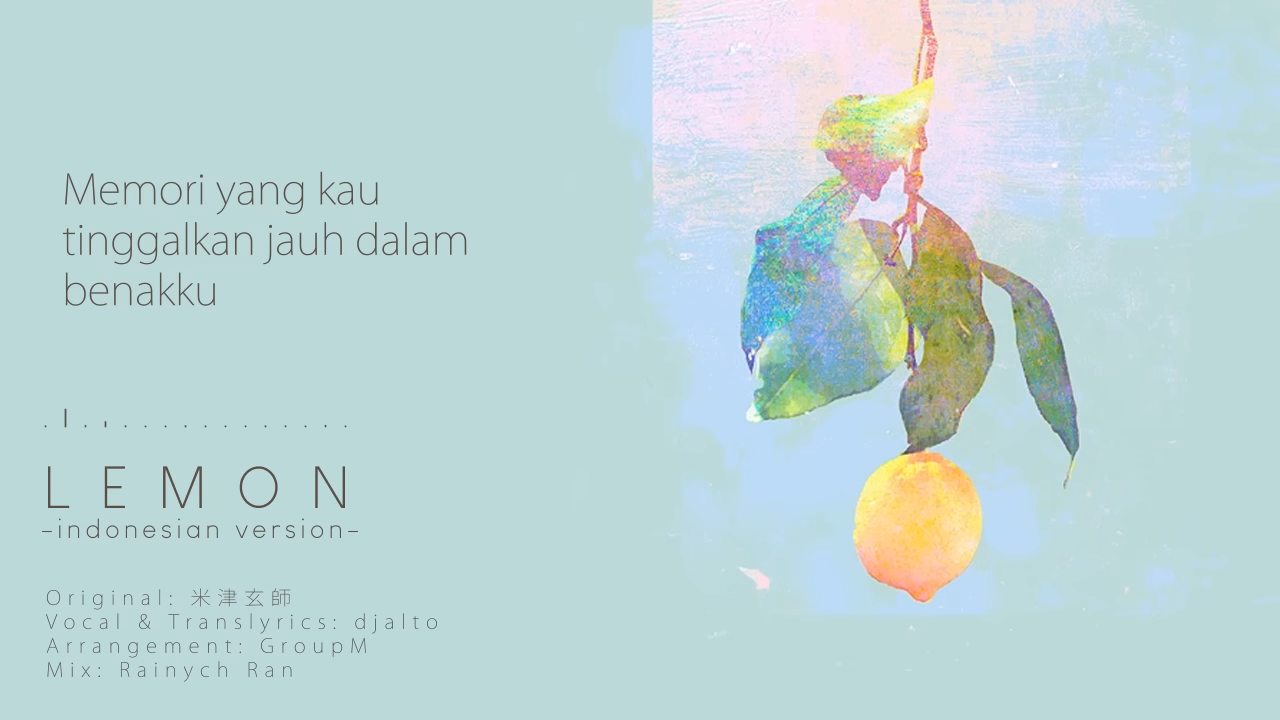 Memori yang kau
tinggalkan jauh dalam
benakku
LEMON
-indonesian version-
Original: 米津玄師
Vocal & Translyrics: djalto
Arrangement: GroupM
Mix: Rainych Ran